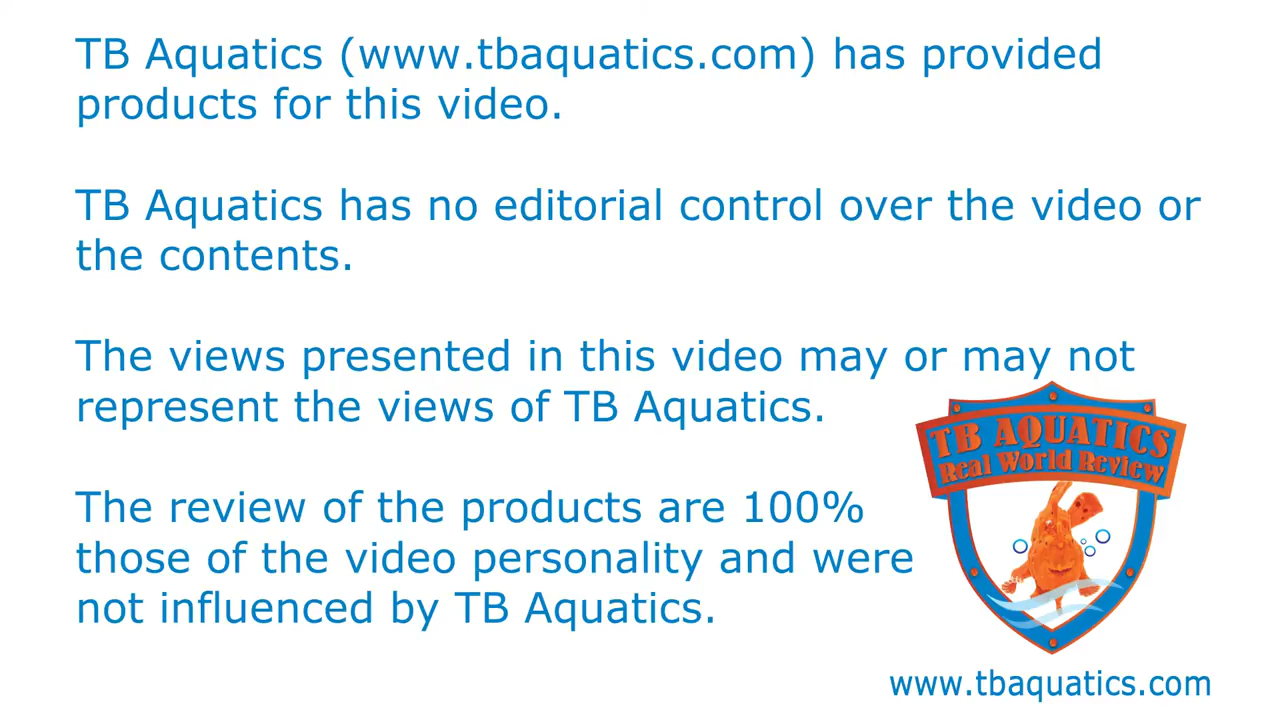 TB Aquatics (www.tbaquatics.com) has provided
products for this video.
TB Aquatics has no editorial control over the video or
the contents.
The views presented in this video may or may not
represent the views of TB Aquatics.
The review of the products are 100%
those of the video personality and were
not influenced by TB Aquatics.
TB AQUATICS
Real World Review
www.tbaquatics.com